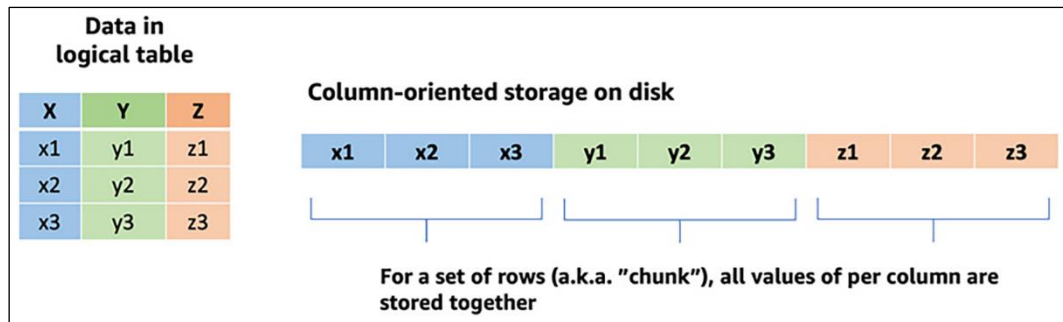 Data in
logical table
X Y Z
x1 y1 z1
x2 y2 z2
x3 y3 z3
Column-oriented storage on disk
x1 x2 x3 y1 y2 y3 z1 z2 z3
For a set of rows (a.k.a. ”chunk”), all values of per column are
stored together